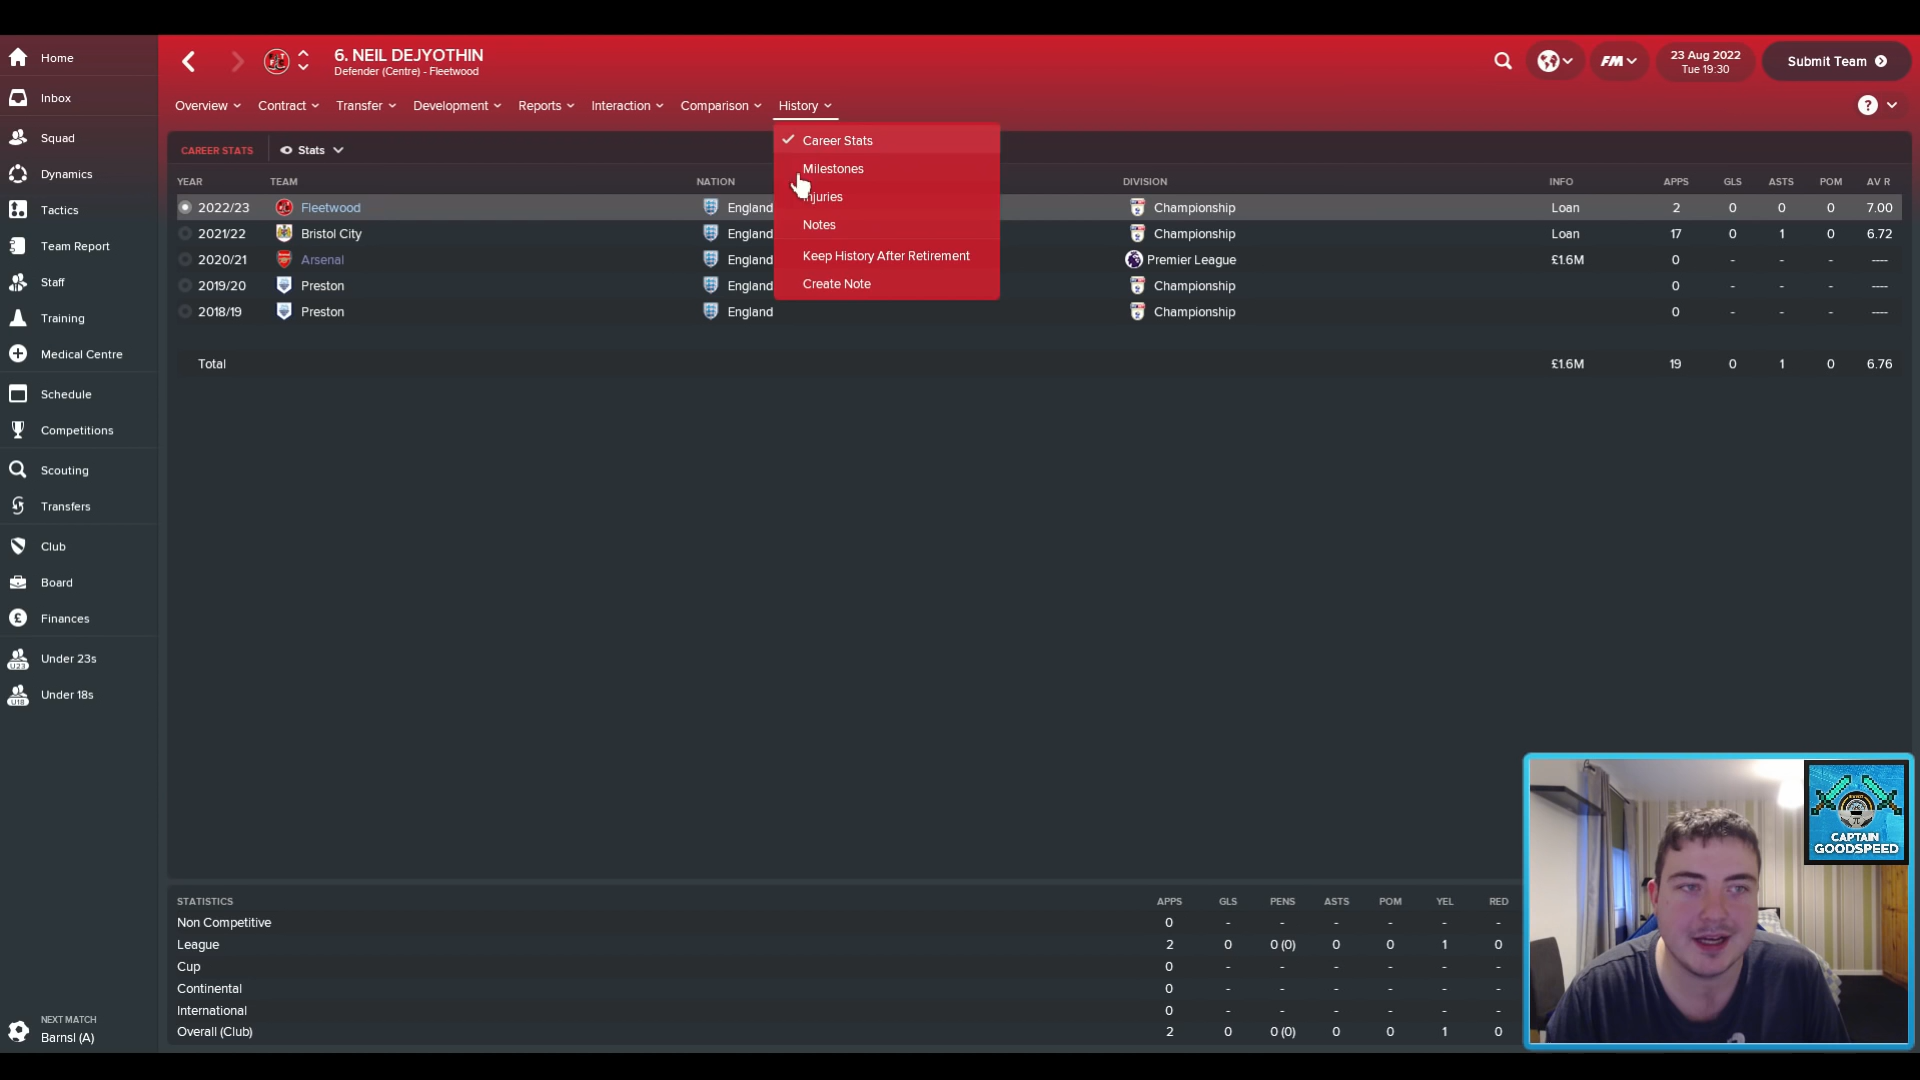 Home
Inbox
Squad
Dynamics
Tactics
Team Report
Staff
Training
Medical Centre
Schedule
Competitions
Scouting
Transfers
Club
Board
Finances
U23 Under 23s
U18 Under 18s
NEXT MATCH
Barnsl (A)
6. NEIL DEJYOTHIN
Defender (Centre) - Fleetwood
FM
23 Aug 2022
Tue 19:30
Submit Team
Overview Contract Transfer Development Reports Interaction Comparison History
?
Career Stats
Milestones
Notes
Keep History After Retirement
Create Note
CAREER STATS Stats
YEAR TEAM NATION DIVISION INFO APPS GLS ASTS POM AV R
2022/23 Fleetwood England Championship Loan 2 0 0 0 7.00
2021/22 Bristol City England Championship Loan 17 0 1 0 6.72
2020/21 Arsenal England Premier League £1.6M 0 - - - ----
2019/20 Preston England Championship 0 - - - ----
2018/19 Preston England Championship 0 - - - ----
Total £1.6M 19 0 1 0 6.76
STATISTICS APPS GLS PENS ASTS POM YEL RED
Non Competitive 0 - - - - - -
League 2 0 0 (0) 0 0 1 0
Cup 0 - - - - - -
Continental 0 - - - - - -
International 0 - - - - - -
Overall (Club) 2 0 0 (0) 0 0 1 0
CAPTAIN
GOODSPEED